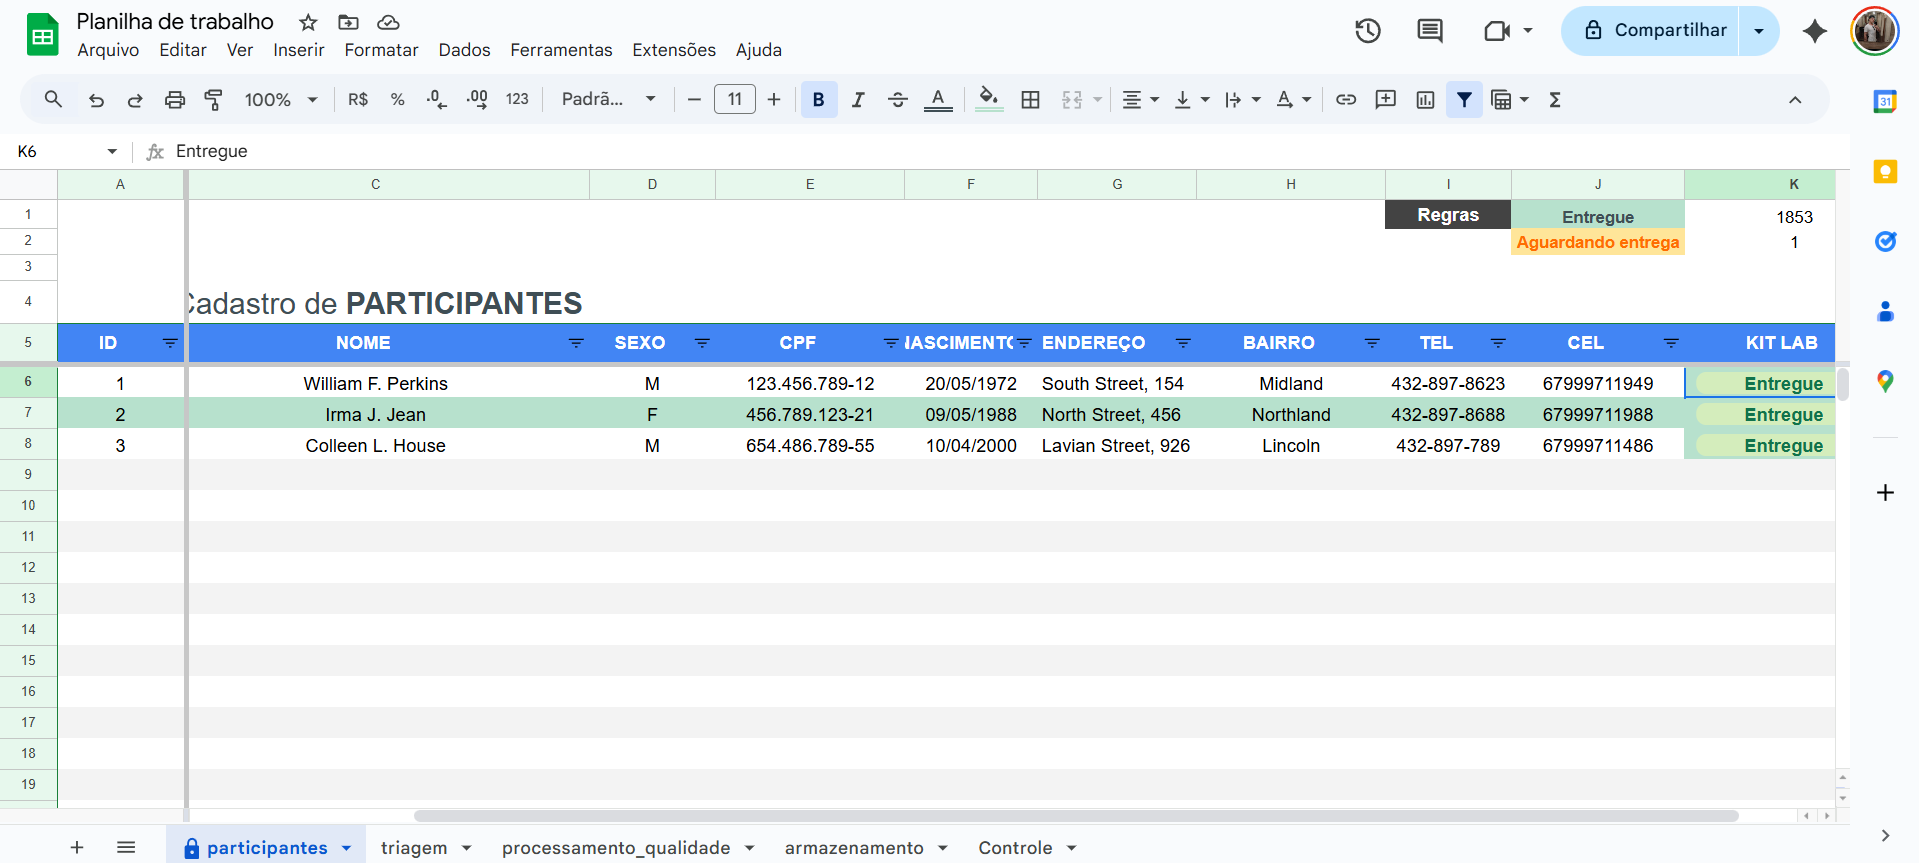 Planilha de trabalho
Arquivo Editar Ver Inserir Formatar Dados Ferramentas Extensões Ajuda
Compartilhar
100% R$ % .0 .00 123 Padrã... 11 B I A A Σ
31
K6 fx Entregue
A C D E F G H I J K
1 Regras Entregue 1853
2 Aguardando entrega 1
3
4 Cadastro de PARTICIPANTES
5 ID NOME SEXO CPF NASCIMENTO ENDEREÇO BAIRRO TEL CEL KIT LAB
6 1 William F. Perkins M 123.456.789-12 20/05/1972 South Street, 154 Midland 432-897-8623 67999711949 Entregue
7 2 Irma J. Jean F 456.789.123-21 09/05/1988 North Street, 456 Northland 432-897-8688 67999711988 Entregue
8 3 Colleen L. House M 654.486.789-55 10/04/2000 Lavian Street, 926 Lincoln 432-897-789 67999711486 Entregue
9
10
11
12
13
14
15
16
17
18
19
participantes triagem processamento_qualidade armazenamento Controle